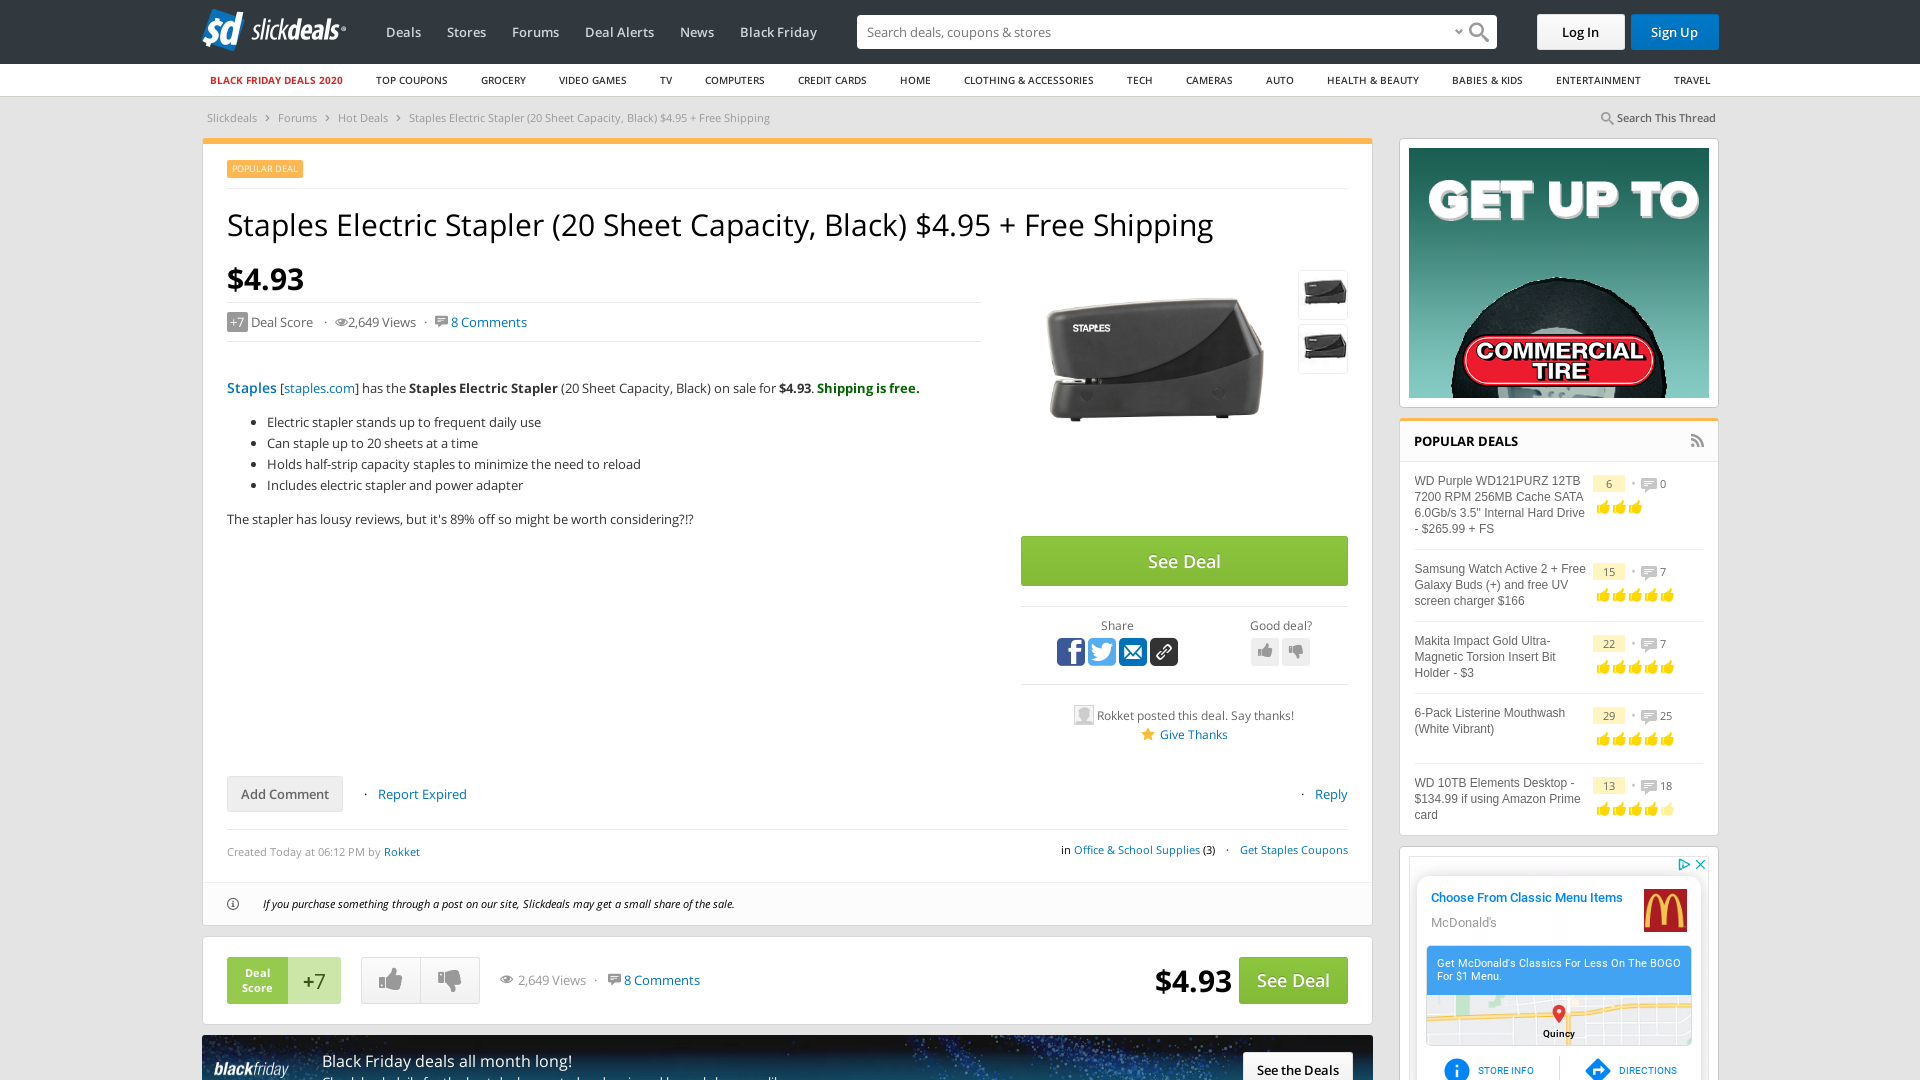 sd slickdeals
Deals
Stores
Forums
Deal Alerts
News
Black Friday
Search deals, coupons & stores
Log In
Sign Up
BLACK FRIDAY DEALS 2020
TOP COUPONS
GROCERY
VIDEO GAMES
TV
COMPUTERS
CREDIT CARDS
HOME
CLOTHING & ACCESSORIES
TECH
CAMERAS
AUTO
HEALTH & BEAUTY
BABIES & KIDS
ENTERTAINMENT
TRAVEL
Slickdeals › Forums › Hot Deals › Staples Electric Stapler (20 Sheet Capacity, Black) $4.95 + Free Shipping
Search This Thread
POPULAR DEAL
Staples Electric Stapler (20 Sheet Capacity, Black) $4.95 + Free Shipping
$4.93
+7 Deal Score · 2,649 Views · 8 Comments
Staples [staples.com] has the Staples Electric Stapler (20 Sheet Capacity, Black) on sale for $4.93. Shipping is free.
Electric stapler stands up to frequent daily use
Can staple up to 20 sheets at a time
Holds half-strip capacity staples to minimize the need to reload
Includes electric stapler and power adapter
The stapler has lousy reviews, but it's 89% off so might be worth considering?!?
STAPLES
See Deal
Share
Good deal?
Rokket posted this deal. Say thanks!
Give Thanks
Add Comment
· Report Expired
· Reply
Created Today at 06:12 PM by Rokket
in Office & School Supplies (3) · Get Staples Coupons
If you purchase something through a post on our site, Slickdeals may get a small share of the sale.
Deal
Score
+7
2,649 Views · 8 Comments
$4.93
See Deal
blackfriday
Black Friday deals all month long!
See the Deals
GET UP TO
COMMERCIAL
TIRE
POPULAR DEALS
WD Purple WD121PURZ 12TB
7200 RPM 256MB Cache SATA
6.0Gb/s 3.5" Internal Hard Drive
- $265.99 + FS
6 • 0
Samsung Watch Active 2 + Free
Galaxy Buds (+) and free UV
screen charger $166
15 • 7
Makita Impact Gold Ultra-
Magnetic Torsion Insert Bit
Holder - $3
22 • 7
6-Pack Listerine Mouthwash
(White Vibrant)
29 • 25
WD 10TB Elements Desktop -
$134.99 if using Amazon Prime
card
13 • 18
Choose From Classic Menu Items
McDonald's
Get McDonald's Classics For Less On The BOGO
For $1 Menu.
Quincy
STORE INFO
DIRECTIONS